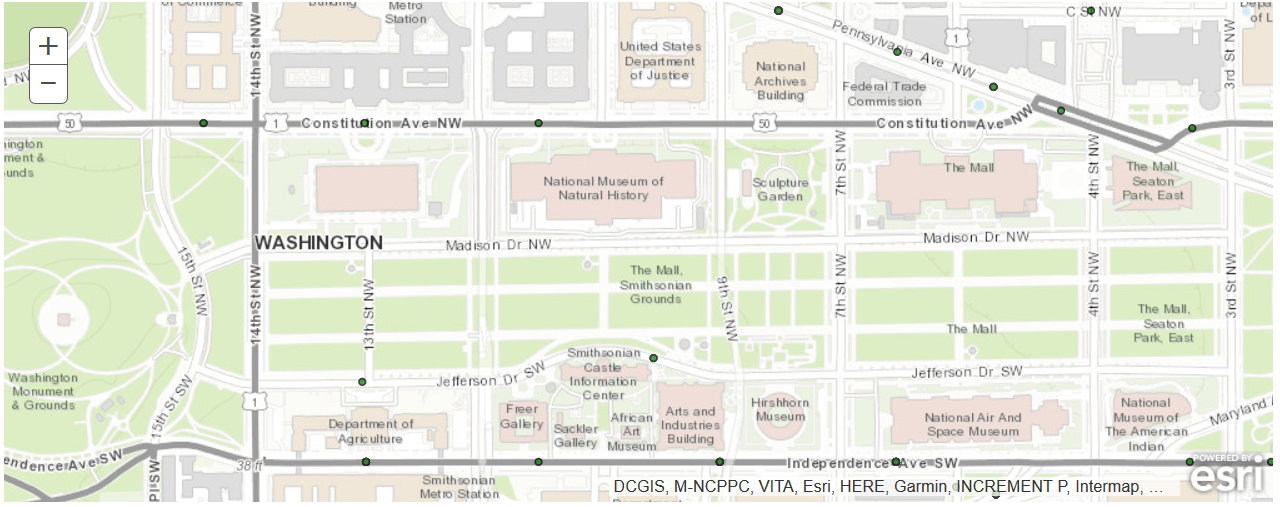 of Commerce
Building
Metro
Station
14th St NW
United States
Department
of Justice
National
Archives
Building
Pennsylvania Ave NW
1
C St NW
3rd St NW
Federal Trade
Commission
+
−
NW
50
1
Constitution Ave NW
50
Constitution Ave NW
7th St NW
4th St NW
National Museum of
Natural History
Sculpture
Garden
The Mall
The Mall,
Seaton
Park, East
WASHINGTON
Madison Dr NW
Madison Dr NW
15th St NW
14th St NW
13th St NW
The Mall,
Smithsonian
Grounds
9th St NW
7th St NW
The Mall
4th St NW
The Mall,
Seaton
Park, East
3rd St NW
Washington
Monument
& Grounds
15th St SW
1
Jefferson Dr SW
Smithsonian
Castle
Information
Center
Jefferson Dr SW
Department of
Agriculture
Freer
Gallery
Sackler
Gallery
African
Art
Museum
Arts and
Industries
Building
Hirshhorn
Museum
National Air And
Space Museum
National
Museum of
The American
Indian
Maryland
Ave SW
38 ft
Pl SW
Independence Ave SW
Smithsonian
Metro Station
POWERED BY
esri
DCGIS, M-NCPPC, VITA, Esri, HERE, Garmin, INCREMENT P, Intermap, ...